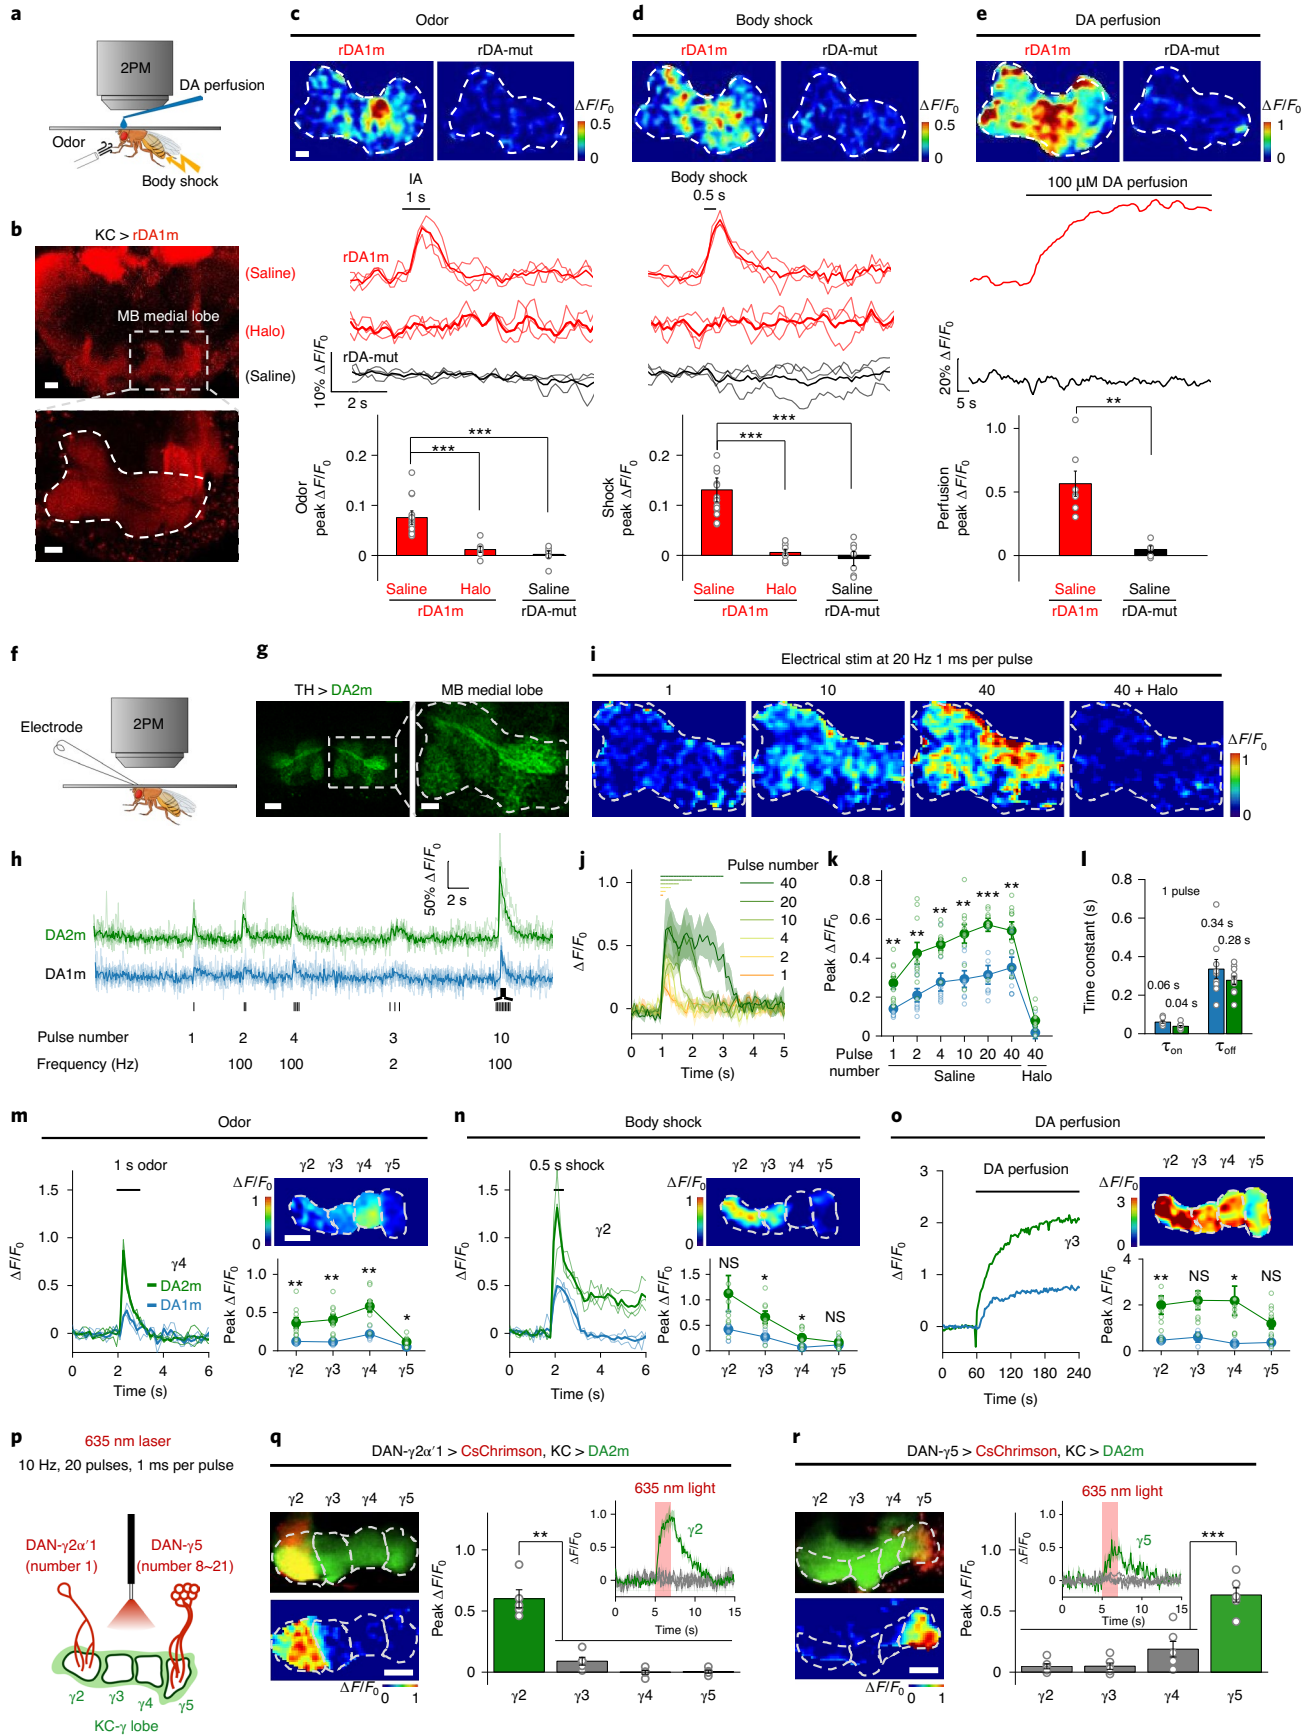 a
2PM
DA perfusion
Odor
Body shock
b
KC > rDA1m
MB medial lobe
c
Odor
rDA1m rDA-mut
ΔF/F0
0.5
0
IA
1 s
rDA1m
(Saline)
(Halo)
rDA-mut
(Saline)
10% ΔF/F0
2 s
Odor
peak ΔF/F0
0.2
0.1
0
*** ***
Saline Halo Saline
rDA1m rDA-mut
d
Body shock
rDA1m rDA-mut
ΔF/F0
0.5
0
Body shock
0.5 s
Shock
peak ΔF/F0
0.2
0.1
0
*** ***
Saline Halo Saline
rDA1m rDA-mut
e
DA perfusion
rDA1m rDA-mut
ΔF/F0
1
0
100 µM DA perfusion
20% ΔF/F0
5 s
Perfusion
peak ΔF/F0
1.0
0.5
0
**
Saline Saline
rDA1m rDA-mut
f
Electrode
2PM
g
TH > DA2m MB medial lobe
i
Electrical stim at 20 Hz 1 ms per pulse
1 10 40 40 + Halo
ΔF/F0
1
0
h
50% ΔF/F0
2 s
DA2m
DA1m
Pulse number 1 2 4 3 10
Frequency (Hz) 100 100 2 100
j
Pulse number
40
20
10
4
2
1
ΔF/F0
1.0
0.5
0
0 1 2 3 4 5
Time (s)
k
Peak ΔF/F0
0.8
0.6
0.4
0.2
0
** ** ** ** *** **
Pulse number 1 2 4 10 20 40 40
Saline Halo
l
1 pulse
Time constant (s)
0.8
0.6
0.4
0.2
0
0.06 s
0.04 s
0.34 s
0.28 s
τon τoff
m
Odor
1 s odor
ΔF/F0
1.5
1.0
0.5
0
γ4
DA2m
DA1m
0 2 4 6
Time (s)
γ2 γ3 γ4 γ5
ΔF/F0
1
0
Peak ΔF/F0
1.0
0.5
0
** ** ** *
γ2 γ3 γ4 γ5
n
Body shock
0.5 s shock
ΔF/F0
1.5
1.0
0.5
0
γ2
0 2 4 6
Time (s)
γ2 γ3 γ4 γ5
ΔF/F0
1
0
Peak ΔF/F0
1.5
1.0
0.5
0
NS * * NS
γ2 γ3 γ4 γ5
o
DA perfusion
DA perfusion
ΔF/F0
3
2
1
0
γ3
0 60 120 180 240
Time (s)
γ2 γ3 γ4 γ5
ΔF/F0
3
0
Peak ΔF/F0
4
2
0
** NS * NS
γ2 γ3 γ4 γ5
p
635 nm laser
10 Hz, 20 pulses, 1 ms per pulse
DAN-γ2α′1
(number 1)
DAN-γ5
(number 8~21)
γ2 γ3 γ4 γ5
KC-γ lobe
q
DAN-γ2α′1 > CsChrimson, KC > DA2m
γ2 γ3 γ4 γ5
ΔF/F0 0 1
Peak ΔF/F0
1.0
0.5
0
**
635 nm light
ΔF/F0
1.0
0.5
0
γ2
0 5 10 15
Time (s)
γ2 γ3 γ4 γ5
r
DAN-γ5 > CsChrimson, KC > DA2m
γ2 γ3 γ4 γ5
ΔF/F0 0 1
Peak ΔF/F0
1.0
0.5
0
***
635 nm light
ΔF/F0
1.0
0.5
0
γ5
0 5 10 15
Time (s)
γ2 γ3 γ4 γ5